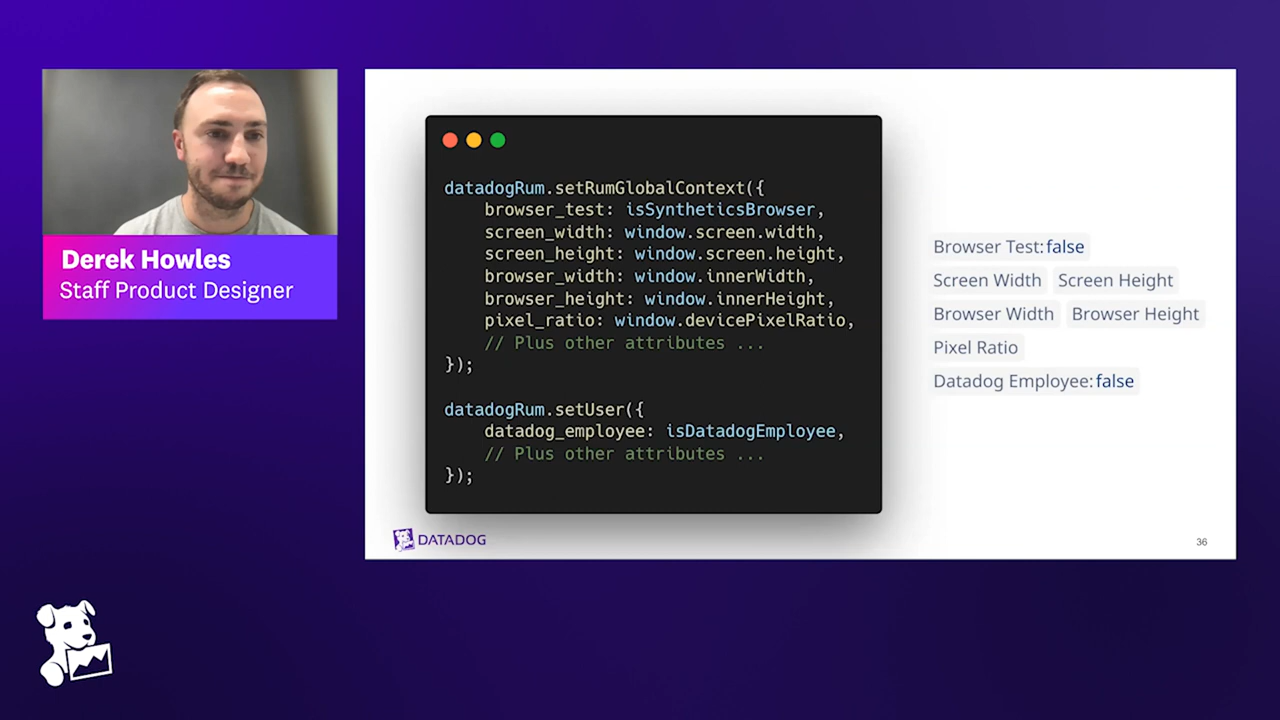 Derek Howles
Staff Product Designer
datadogRum.setRumGlobalContext({
    browser_test: isSyntheticsBrowser,
    screen_width: window.screen.width,
    screen_height: window.screen.height,
    browser_width: window.innerWidth,
    browser_height: window.innerHeight,
    pixel_ratio: window.devicePixelRatio,
    // Plus other attributes ...
});
datadogRum.setUser({
    datadog_employee: isDatadogEmployee,
    // Plus other attributes ...
});
Browser Test:false
Screen Width Screen Height
Browser Width Browser Height
Pixel Ratio
Datadog Employee:false
DATADOG
36